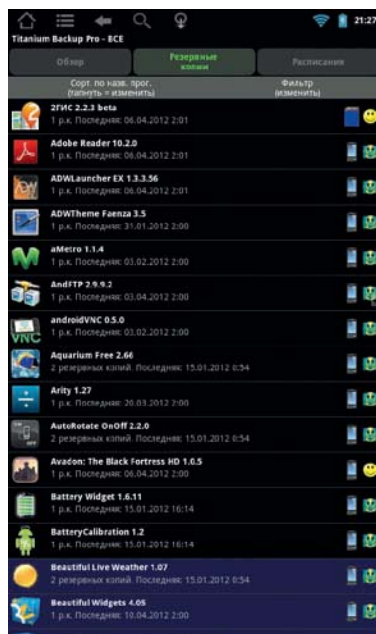 21:27
Titanium Backup Pro - ВСЕ
Обзор
Резервные
копии
Расписания
Сорт. по назв. прог.
(тапнуть = изменить)
Фильтр
(изменить)
2ГИС 2.2.3 beta
1 р.к. Последняя: 06.04.2012 2:01
Adobe Reader 10.2.0
1 р.к. Последняя: 06.04.2012 2:01
ADWLauncher EX 1.3.3.56
1 р.к. Последняя: 06.04.2012 2:01
ADWTheme Faenza 3.5
1 р.к. Последняя: 31.01.2012 2:00
aMetro 1.1.4
1 р.к. Последняя: 03.02.2012 2:00
AndFTP 2.9.9.2
1 р.к. Последняя: 03.04.2012 2:00
androidVNC 0.5.0
1 р.к. Последняя: 03.02.2012 2:00
VNC
Aquarium Free 2.66
2 резервных копий. Последняя: 15.01.2012 0:54
Arity 1.27
1 р.к. Последняя: 20.03.2012 2:00
AutoRotate OnOff 2.2.0
2 резервных копий. Последняя: 15.01.2012 0:54
OFF
Avadon: The Black Fortress HD 1.0.5
1 р.к. Последняя: 06.04.2012 2:00
Battery Widget 1.6.11
1 р.к. Последняя: 15.01.2012 16:14
BatteryCalibration 1.2
1 р.к. Последняя: 15.01.2012 16:14
Beautiful Live Weather 1.07
2 резервных копий. Последняя: 15.01.2012 0:54
Beautiful Widgets 4.05
1 р.к. Последняя: 10.04.2012 2:00